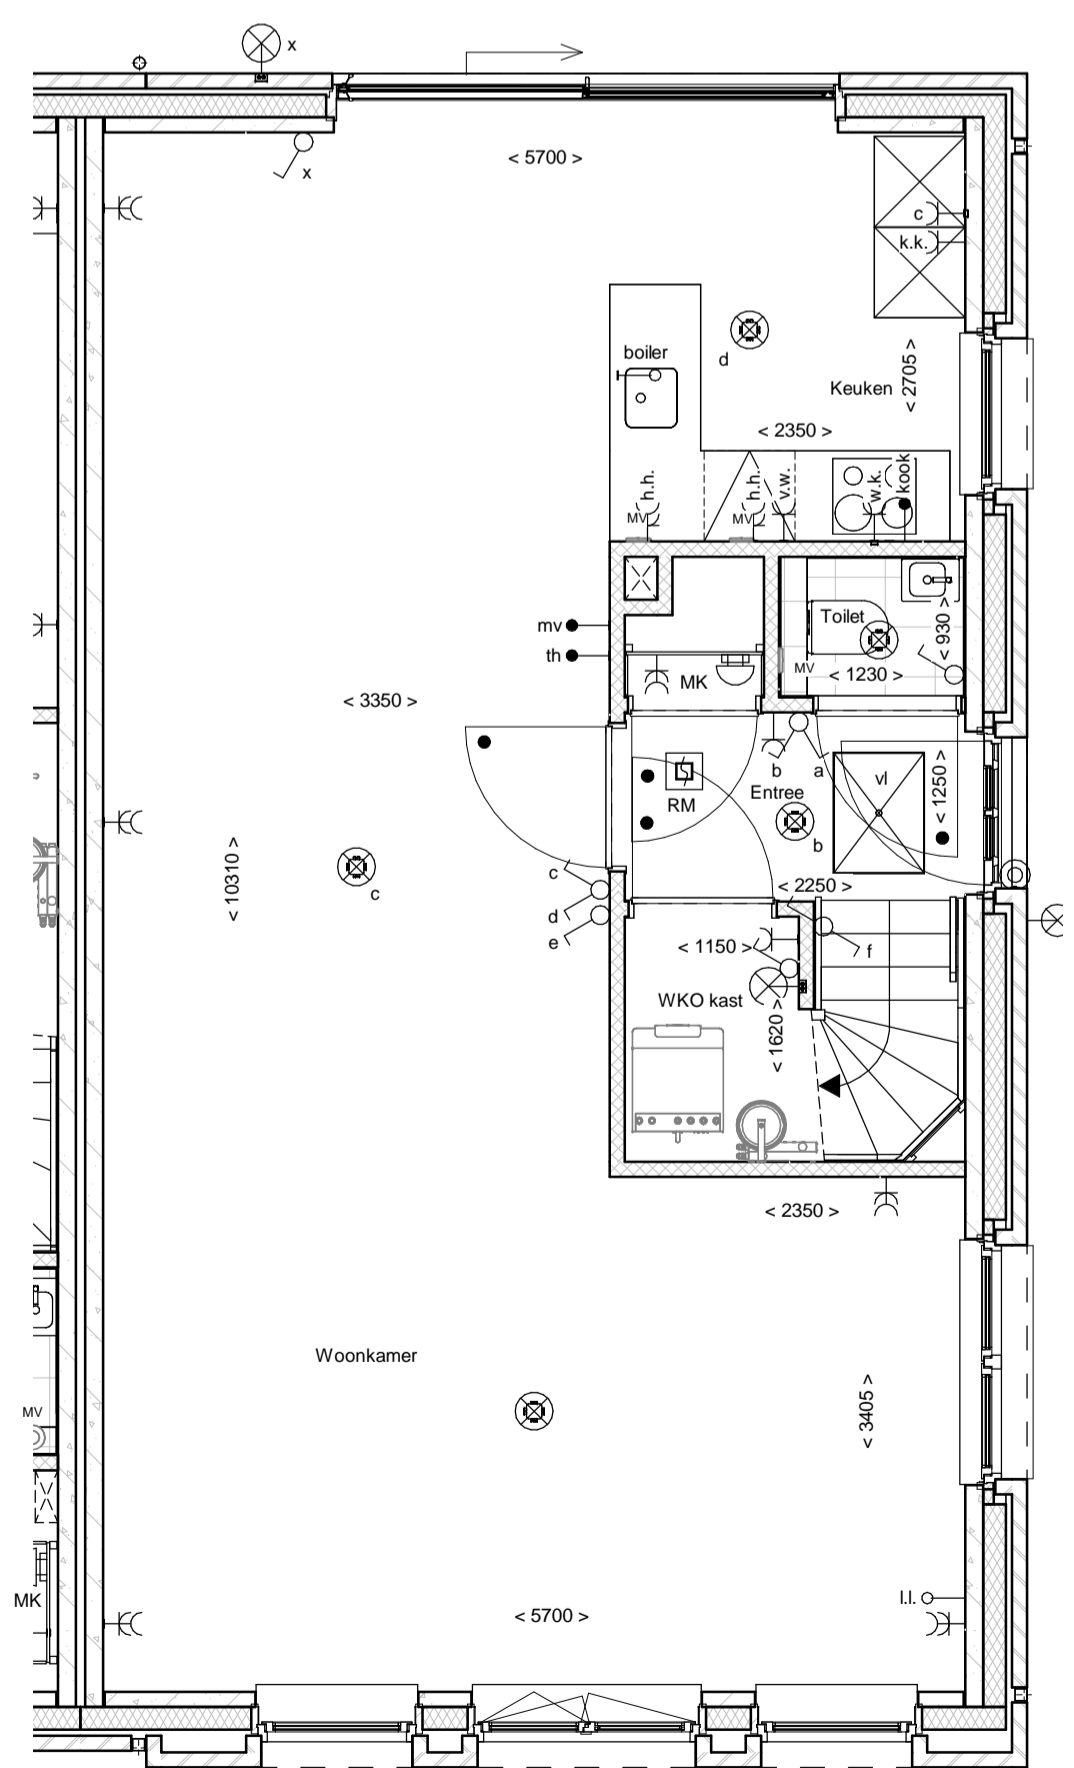 x
x
< 5700 >
c
k.k.
boiler
d
Keuken
< 2705 >
< 2350 >
h.h.
h.h.
v.w.
w.k.
kook
MV
MV
mv
th
Toilet
< 930 >
MV
< 1230 >
MK
< 3350 >
b
a
RM
Entree
vl
< 1250 >
b
c
d
e
c
< 10310 >
< 2250 >
< 1150 >
f
WKO kast
< 1620 >
< 2350 >
Woonkamer
< 3405 >
MV
MK
l.l.
< 5700 >